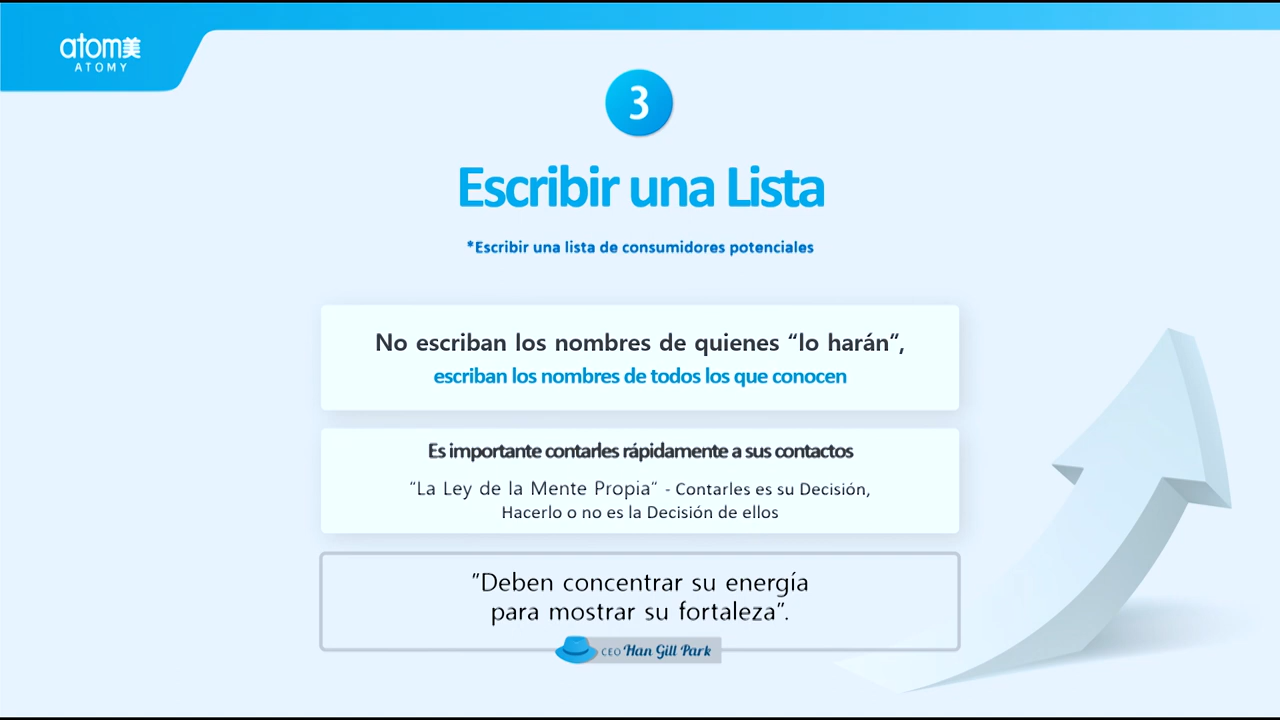 atom美
ATOMY
3
Escribir una Lista
*Escribir una lista de consumidores potenciales
No escriban los nombres de quienes “lo harán”,
escriban los nombres de todos los que conocen
Es importante contarles rápidamente a sus contactos
“La Ley de la Mente Propia“ - Contarles es su Decisión,
Hacerlo o no es la Decisión de ellos
“Deben concentrar su energía
para mostrar su fortaleza”.
CEO Han Gill Park